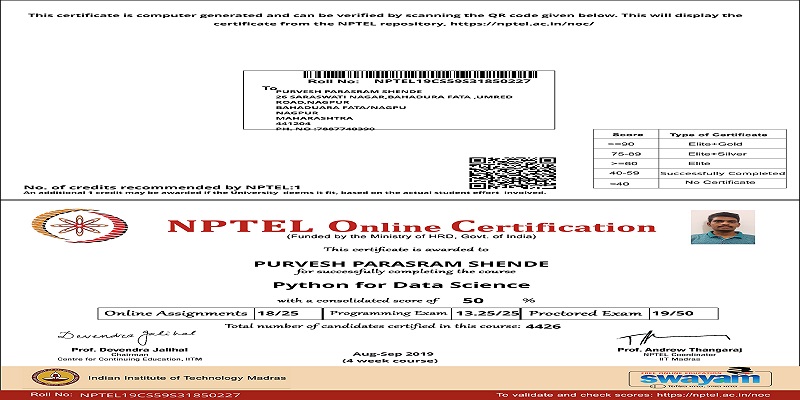 This certificate is computer generated and can be verified by scanning the QR code given below. This will display the
certificate from the NPTEL repository, https://nptel.ac.in/noc/
Roll No: NPTEL19CS59S31850227
To
PURVESH PARASRAM SHENDE
26 SARASWATI NAGAR,BAHADURA FATA ,UMRED
ROAD,NAGPUR
BAHADUARA FATA/NAGPU
NAGPUR
MAHARASHTRA
441204
PH. NO :7887740390
Score Type of Certificate
>=90 Elite+Gold
75-89 Elite+Silver
>=60 Elite
40-59 Successfully Completed
<40 No Certificate
No. of credits recommended by NPTEL:1
An additional 1 credit may be awarded if the University deems it fit, based on the actual student effort involved.
NPTEL Online Certification
(Funded by the Ministry of HRD, Govt. of India)
This certificate is awarded to
PURVESH PARASRAM SHENDE
for successfully completing the course
Python for Data Science
with a consolidated score of 50 %
Online Assignments 18/25 Programming Exam 13.25/25 Proctored Exam 19/50
Total number of candidates certified in this course: 4426
Devendra Jalihal
Prof. Devendra Jalihal
Chairman
Centre for Continuing Education, IITM
Aug-Sep 2019
(4 week course)
Prof. Andrew Thangaraj
NPTEL Coordinator
IIT Madras
Indian Institute of Technology Madras
FREE ONLINE EDUCATION
swayam
Roll No: NPTEL19CS59S31850227
To validate and check scores: https://nptel.ac.in/noc